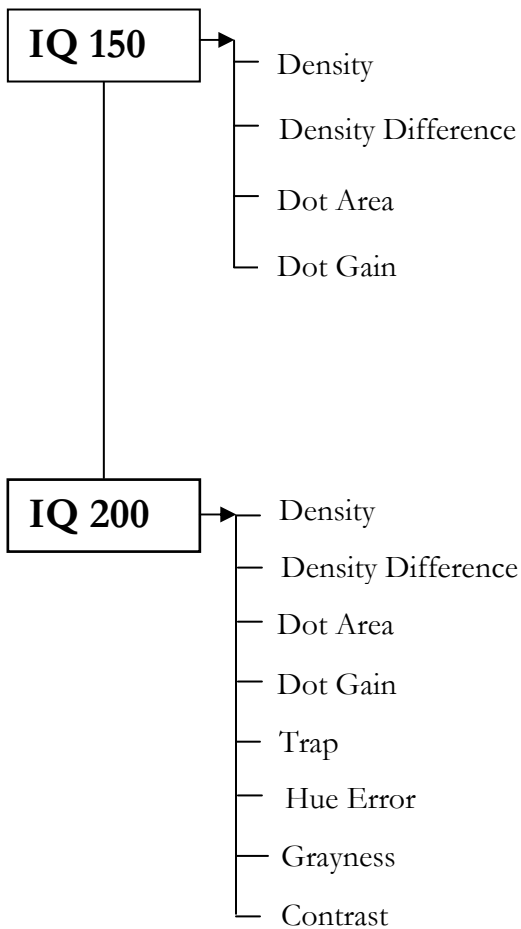 IQ 150
Density
Density Difference
Dot Area
Dot Gain
IQ 200
Density
Density Difference
Dot Area
Dot Gain
Trap
Hue Error
Grayness
Contrast